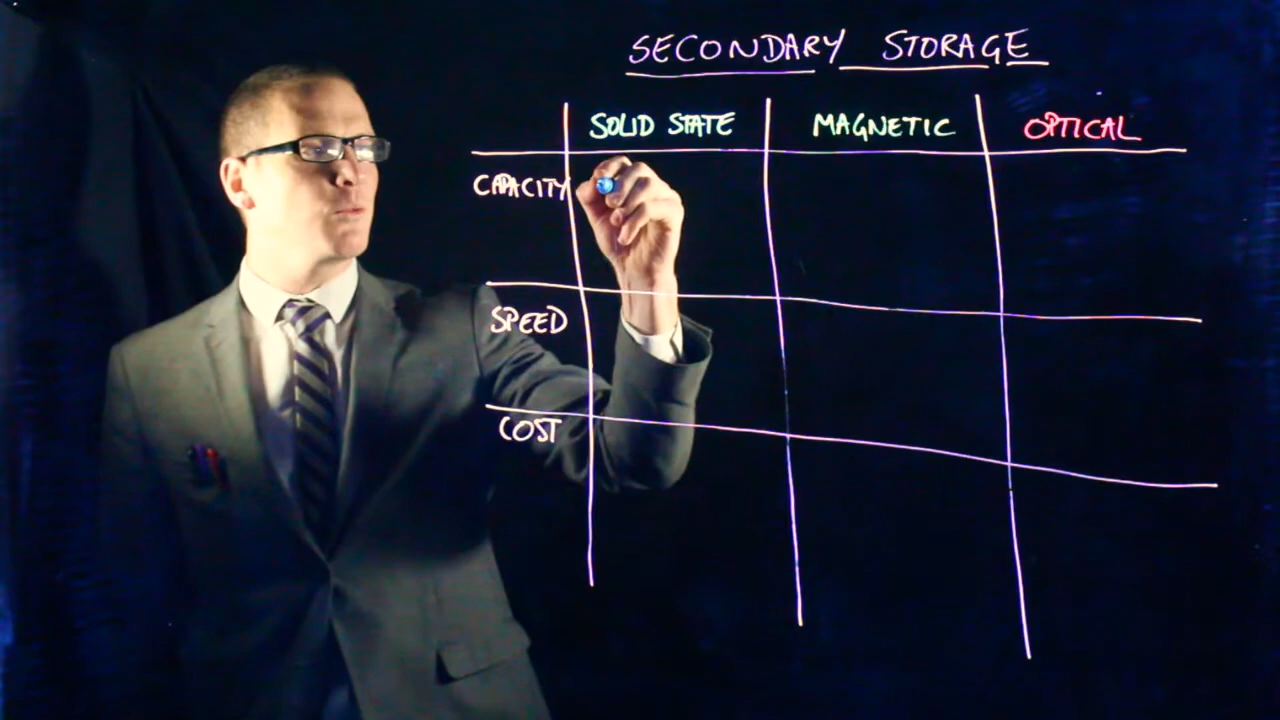 SECONDARY STORAGE
SOLID STATE MAGNETIC OPTICAL
CAPACITY
SPEED
COST